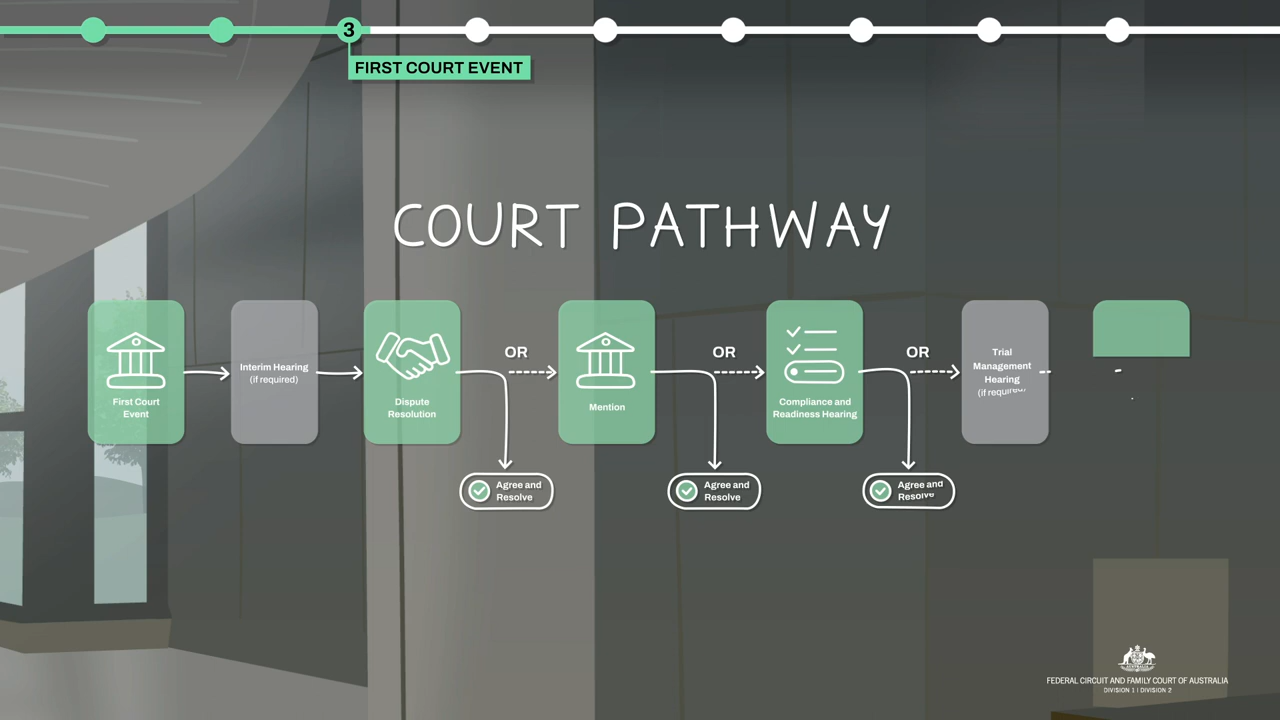 3
FIRST COURT EVENT
COURT PATHWAY
First Court
Event
Interim Hearing
(if required)
Dispute
Resolution
OR
Agree and
Resolve
Mention
OR
Agree and
Resolve
Compliance and
Readiness Hearing
OR
Agree and
Resolve
Trial
Management
Hearing
(if required)
FEDERAL CIRCUIT AND FAMILY COURT OF AUSTRALIA
DIVISION 1 | DIVISION 2